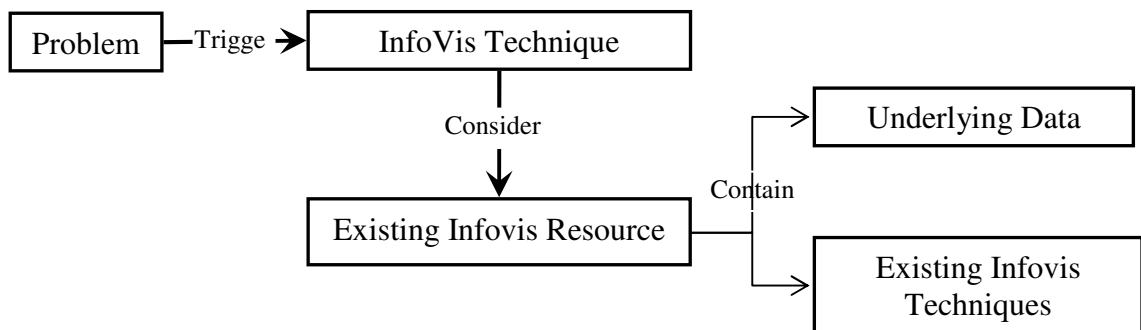 Problem
Trigge
InfoVis Technique
Consider
Underlying Data
Contain
Existing Infovis Resource
Existing Infovis
Techniques